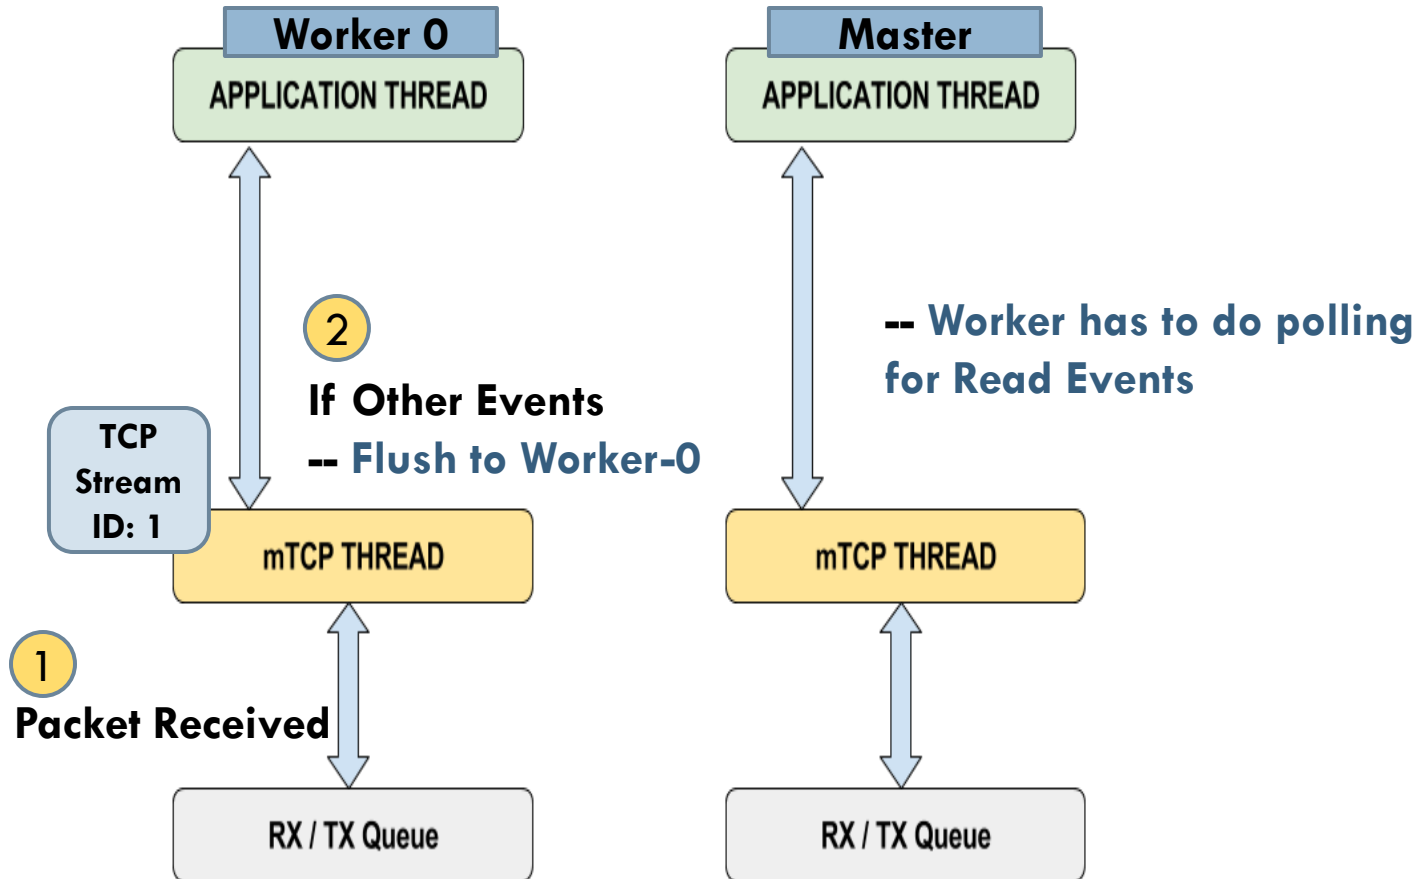 Worker 0
APPLICATION THREAD
Master
APPLICATION THREAD
2
If Other Events
-- Flush to Worker-0
-- Worker has to do polling
for Read Events
TCP
Stream
ID: 1
mTCP THREAD
mTCP THREAD
1
Packet Received
RX / TX Queue
RX / TX Queue